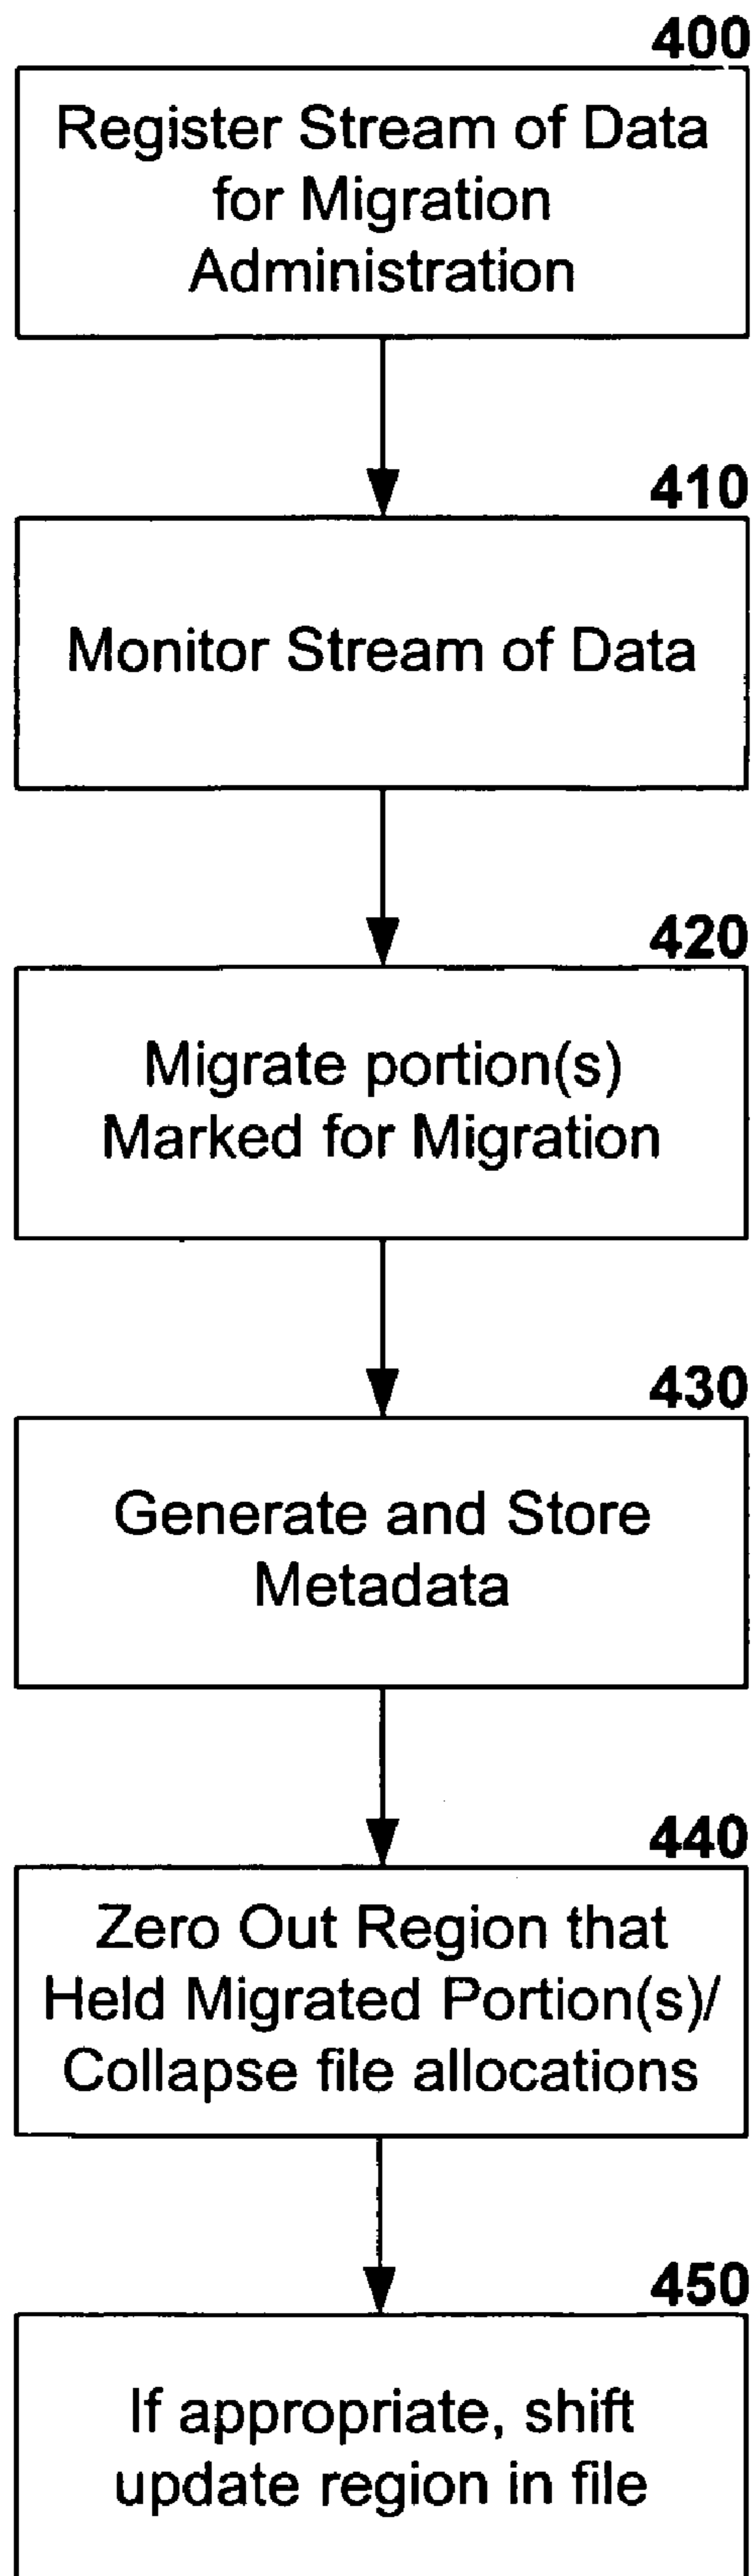 400
Register Stream of Data
for Migration
Administration
410
Monitor Stream of Data
420
Migrate portion(s)
Marked for Migration
430
Generate and Store
Metadata
440
Zero Out Region that
Held Migrated Portion(s)/
Collapse file allocations
450
If appropriate, shift
update region in file